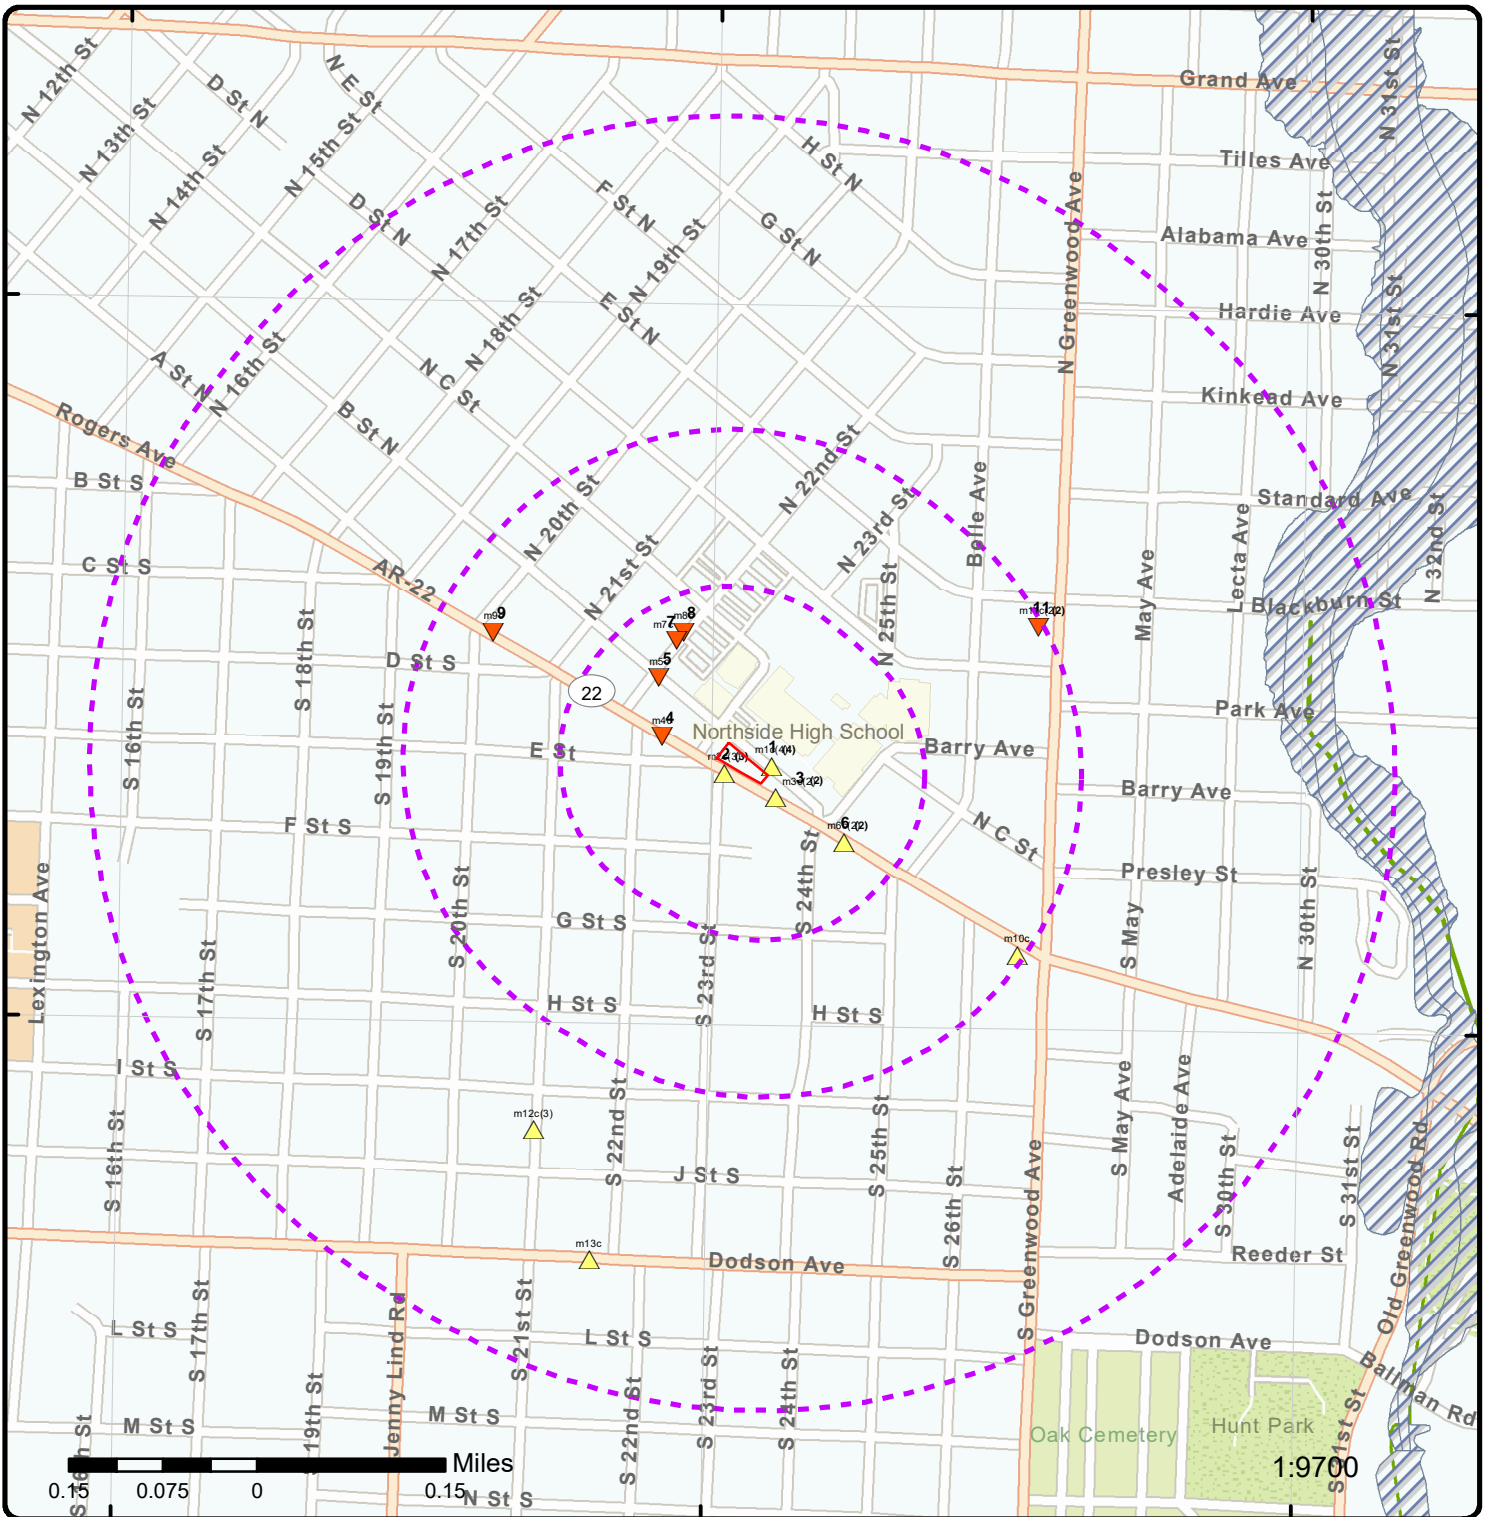 N 12th St
D St N
N E St
Grand Ave
N 31st St
N 13th St
N 15th St
N 14th St
H St N
Tilles Ave
D St N
N 17th St
F St N
G St N
N 19th St
N Greenwood Ave
Alabama Ave
N 30th St
E St N
N 18th St
Hardie Ave
N 31st St
A St N
N 16th St
N C St
B St N
Kinkead Ave
Rogers Ave
B St S
N 20th St
N 22nd St
N 23rd St
Belle Ave
Standard Ave
N 32nd St
C St S
AR-22
N 21st St
N 25th St
May Ave
Lecta Ave
Blackburn St
9
8
7
11
D St S
5
22
S 18th St
S 16th St
S 19th St
4
Northside High School
Park Ave
E St
2
1
3
Barry Ave
Barry Ave
F St S
6
N C St
Presley St
Lexington Ave
S 20th St
G St S
S 24th St
S 23rd St
m10c
S May
N 30th St
S 17th St
H St S
H St S
I St S
m12c(3)
S 22nd St
S 16th St
J St S
S 25th St
S 26th St
S May Ave
Adelaide Ave
S 30th St
S 31st St
Old Greenwood Rd
m13c
Dodson Ave
S Greenwood Ave
Reeder St
L St S
S 17th St
Jenny Lind Rd
S 21st St
L St S
Dodson Ave
Balfman Rd
M St S
19th St
M St S
S 22nd St
S 23rd St
S 24th St
Oak Cemetery
Hunt Park
S 31st St
Miles
1:9700
0.15
0.075
0
0.15
N St S